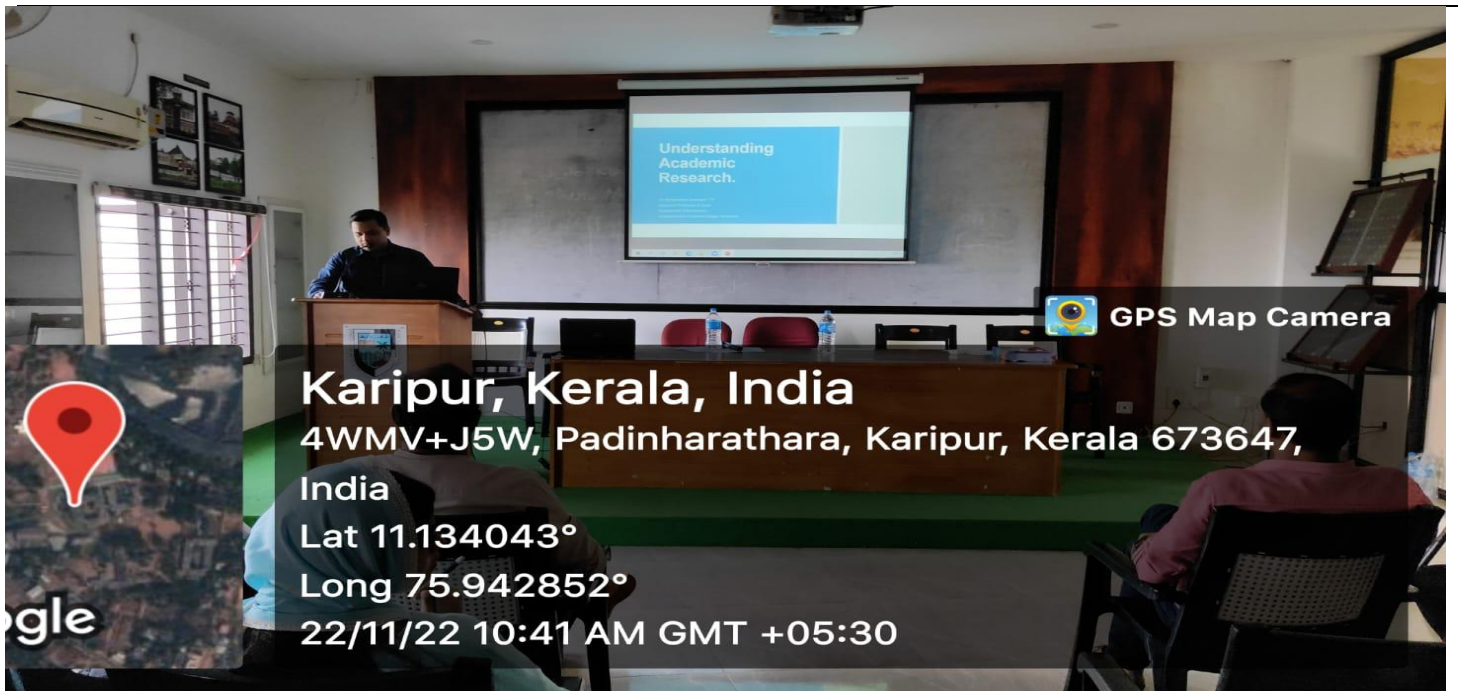 Understanding
Academic
Research.
GPS Map Camera
Karipur, Kerala, India
4WMV+J5W, Padinharathara, Karipur, Kerala 673647,
India
Lat 11.134043°
Long 75.942852°
22/11/22 10:41 AM GMT +05:30
ogle